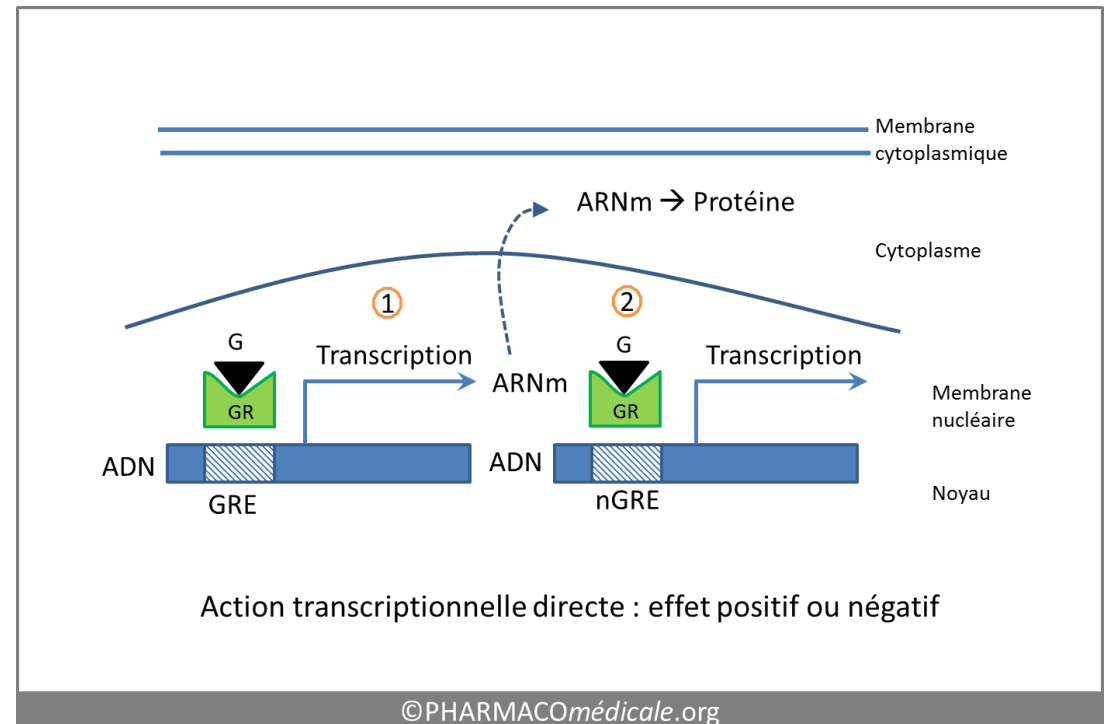 Membrane
cytoplasmique
ARNm → Protéine
Cytoplasme
1
2
G
G
Transcription
Transcription
ARNm
GR
GR
Membrane
nucléaire
ADN
ADN
GRE
nGRE
Noyau
Action transcriptionnelle directe : effet positif ou négatif
©PHARMACOmédicale.org